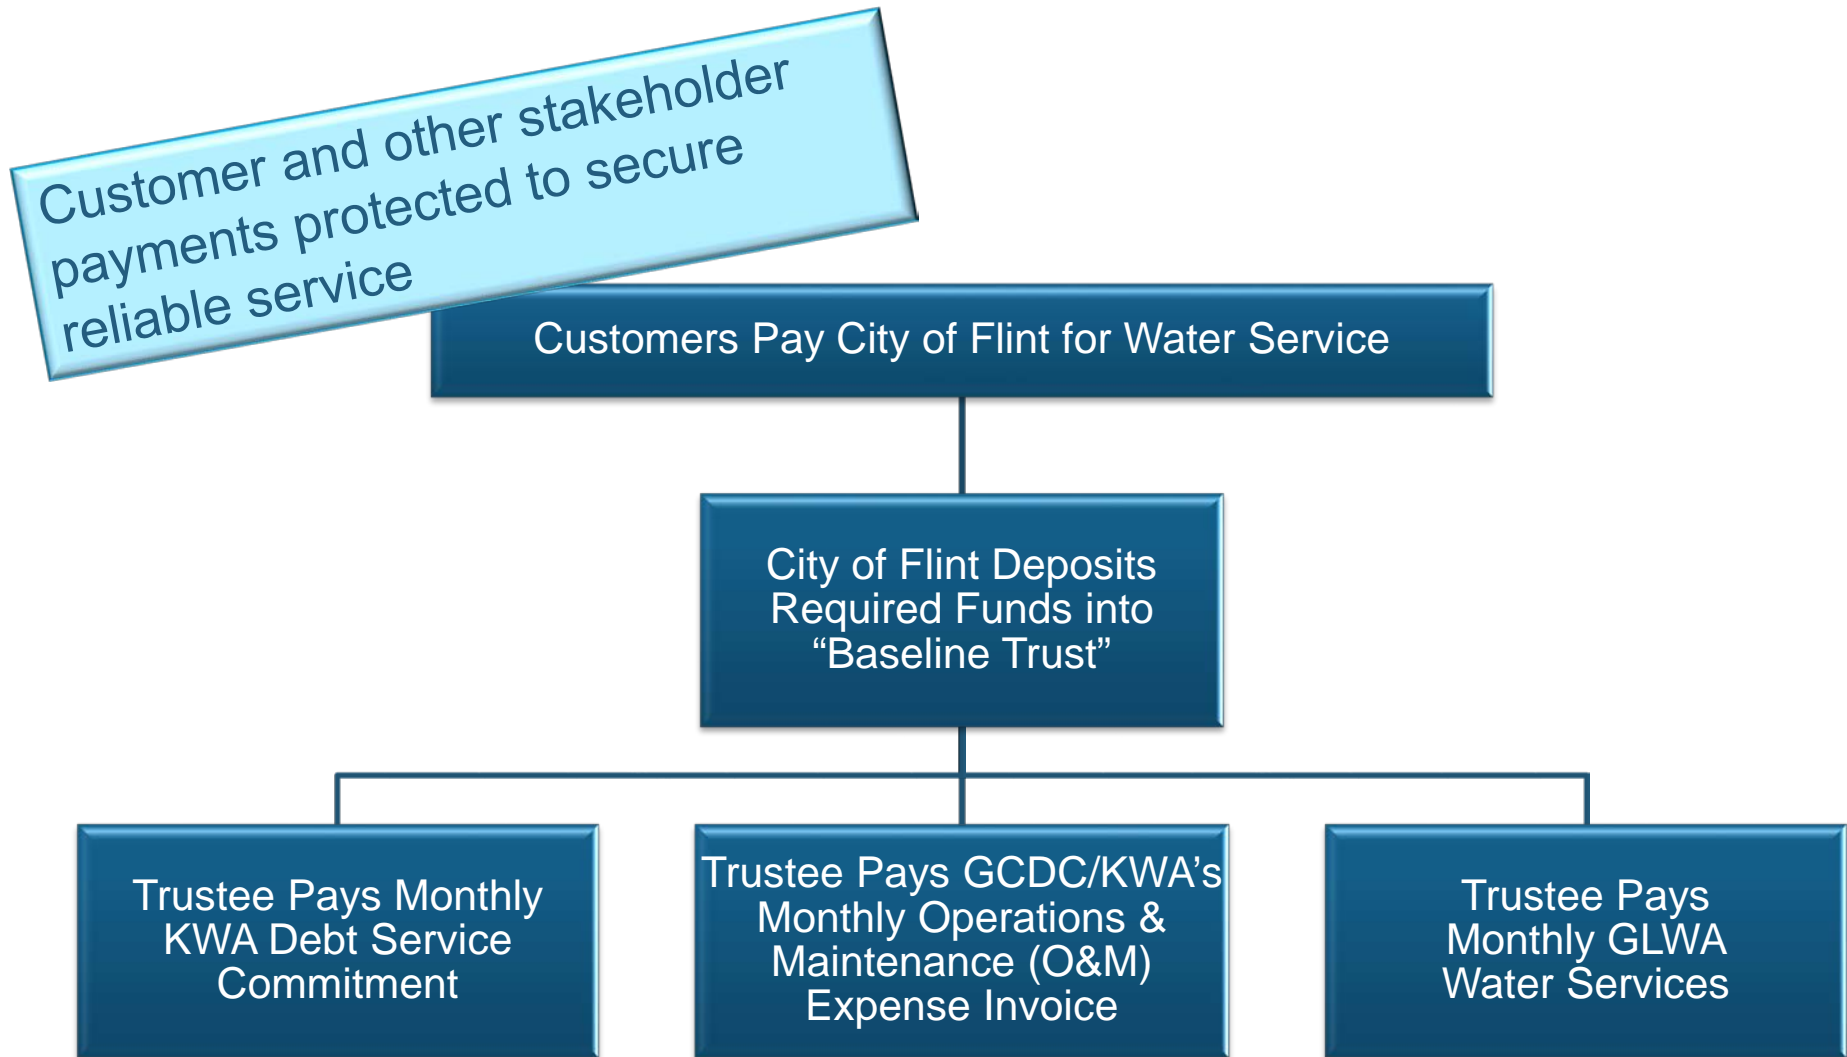 Customer and other stakeholder
payments protected to secure
reliable service
Customers Pay City of Flint for Water Service
City of Flint Deposits
Required Funds into
“Baseline Trust”
Trustee Pays Monthly
KWA Debt Service
Commitment
Trustee Pays GCDC/KWA’s
Monthly Operations &
Maintenance (O&M)
Expense Invoice
Trustee Pays
Monthly GLWA
Water Services